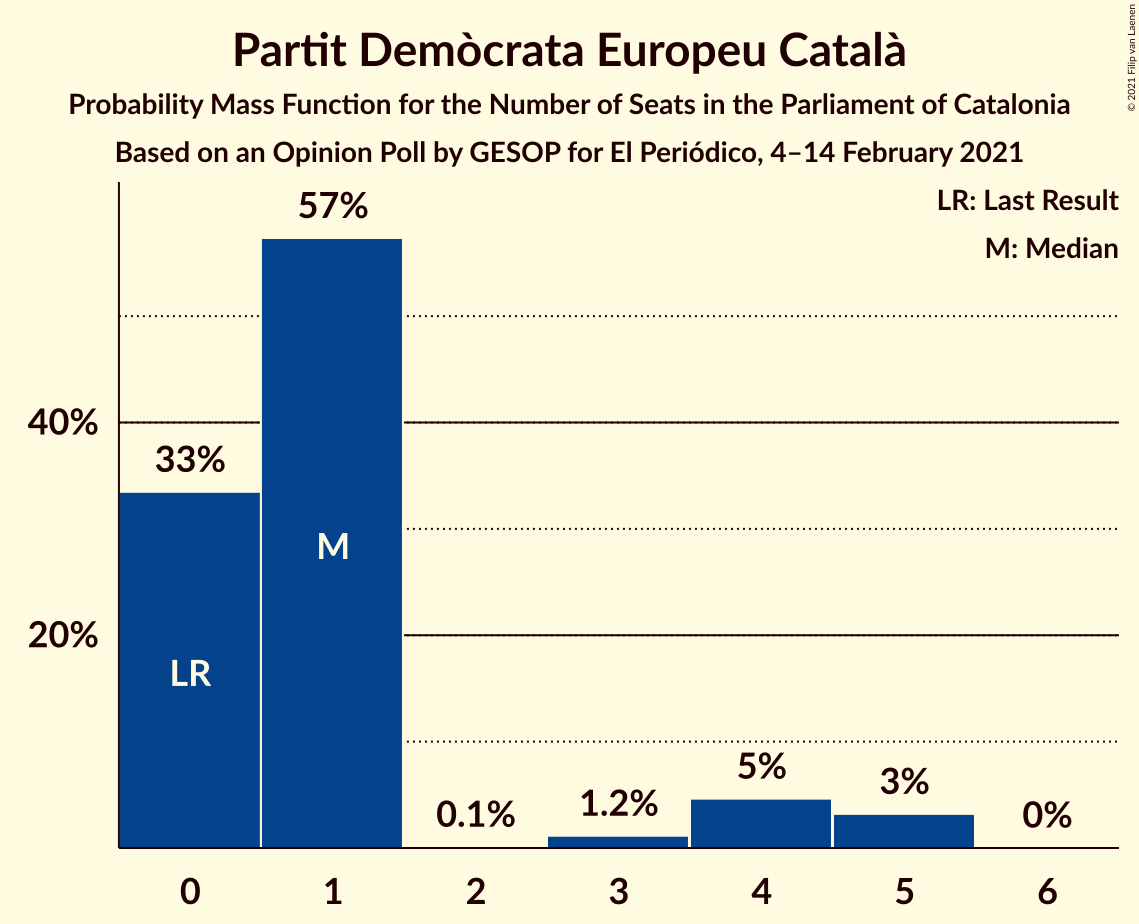 Partit Demòcrata Europeu Català
Probability Mass Function for the Number of Seats in the Parliament of Catalonia
Based on an Opinion Poll by GESOP for El Periódico, 4–14 February 2021
© 2021 Filip van Laenen
LR: Last Result
M: Median
57%
40%
33%
M
20%
LR
5%
3%
1.2%
0.1%
0%
0 1 2 3 4 5 6